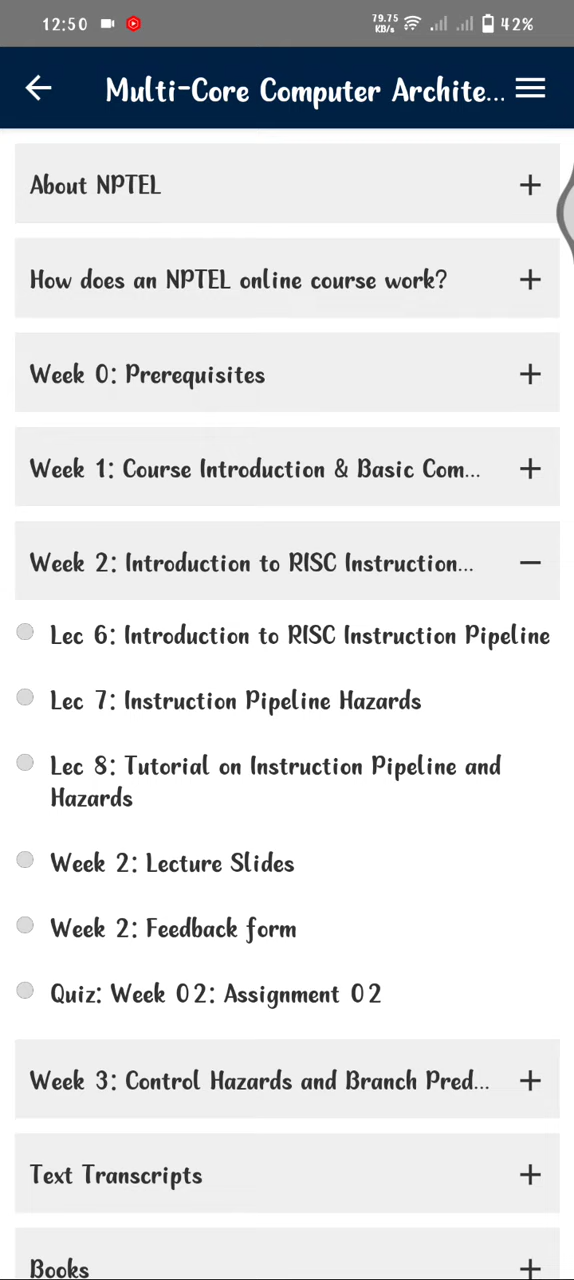 12:50
79.75
KB/s
42%
Multi-Core Computer Archite...
About NPTEL
How does an NPTEL online course work?
Week 0: Prerequisites
Week 1: Course Introduction & Basic Com...
Week 2: Introduction to RISC Instruction...
Lec 6: Introduction to RISC Instruction Pipeline
Lec 7: Instruction Pipeline Hazards
Lec 8: Tutorial on Instruction Pipeline and
Hazards
Week 2: Lecture Slides
Week 2: Feedback form
Quiz: Week 02: Assignment 02
Week 3: Control Hazards and Branch Pred...
Text Transcripts
Books